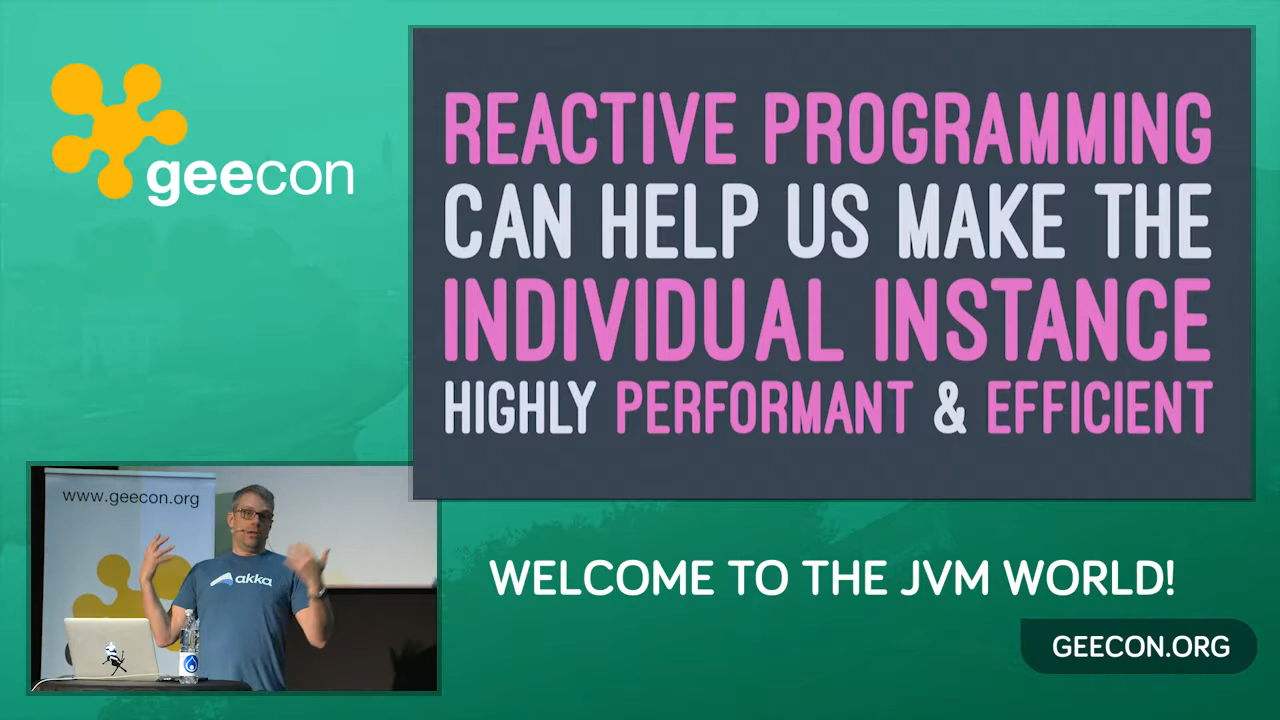 geecon
REACTIVE PROGRAMMING
CAN HELP US MAKE THE
INDIVIDUAL INSTANCE
HIGHLY PERFORMANT & EFFICIENT
www.geecon.org
akka
WELCOME TO THE JVM WORLD!
GEECON.ORG